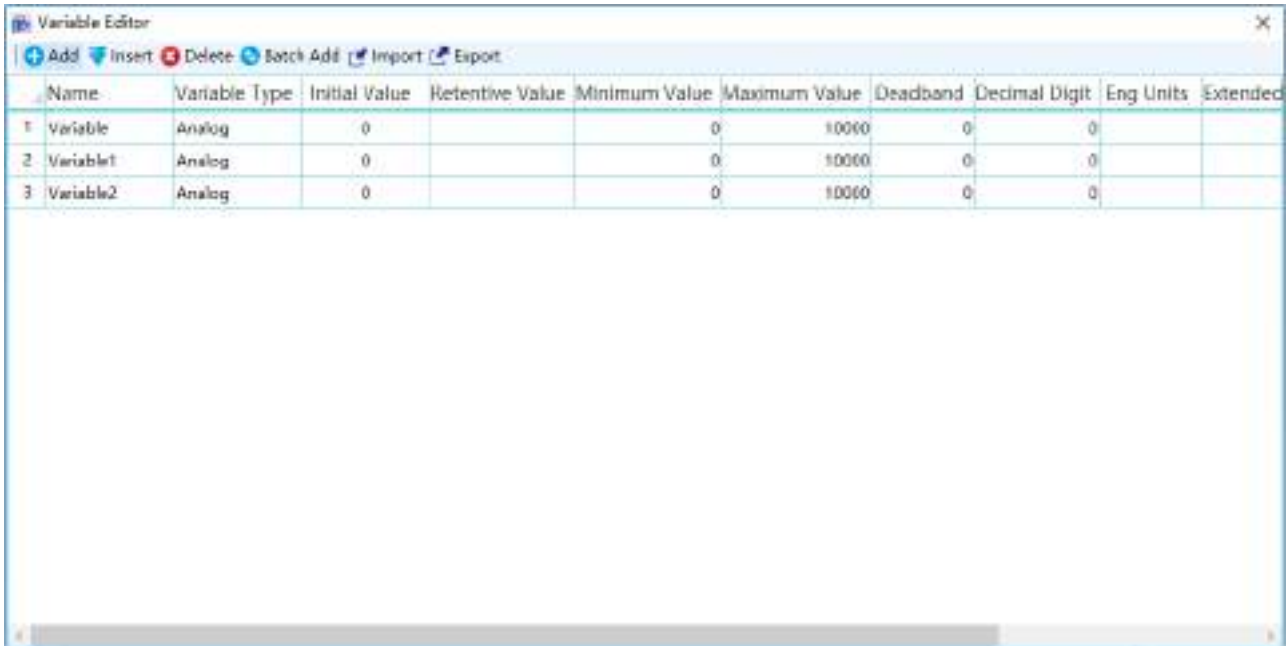 Variable Editor
Add Insert Delete Batch Add Import Export
Name Variable Type Initial Value Retentive Value Minimum Value Maximum Value Deadband Decimal Digit Eng Units Extended
1 Variable Analog 0 0 10000 0 0
2 Variable1 Analog 0 0 10000 0 0
3 Variable2 Analog 0 0 10000 0 0